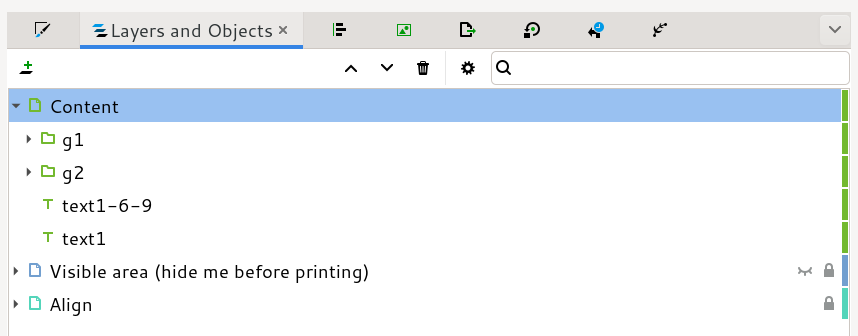 Layers and Objects
Content
g1
g2
text1-6-9
text1
Visible area (hide me before printing)
Align